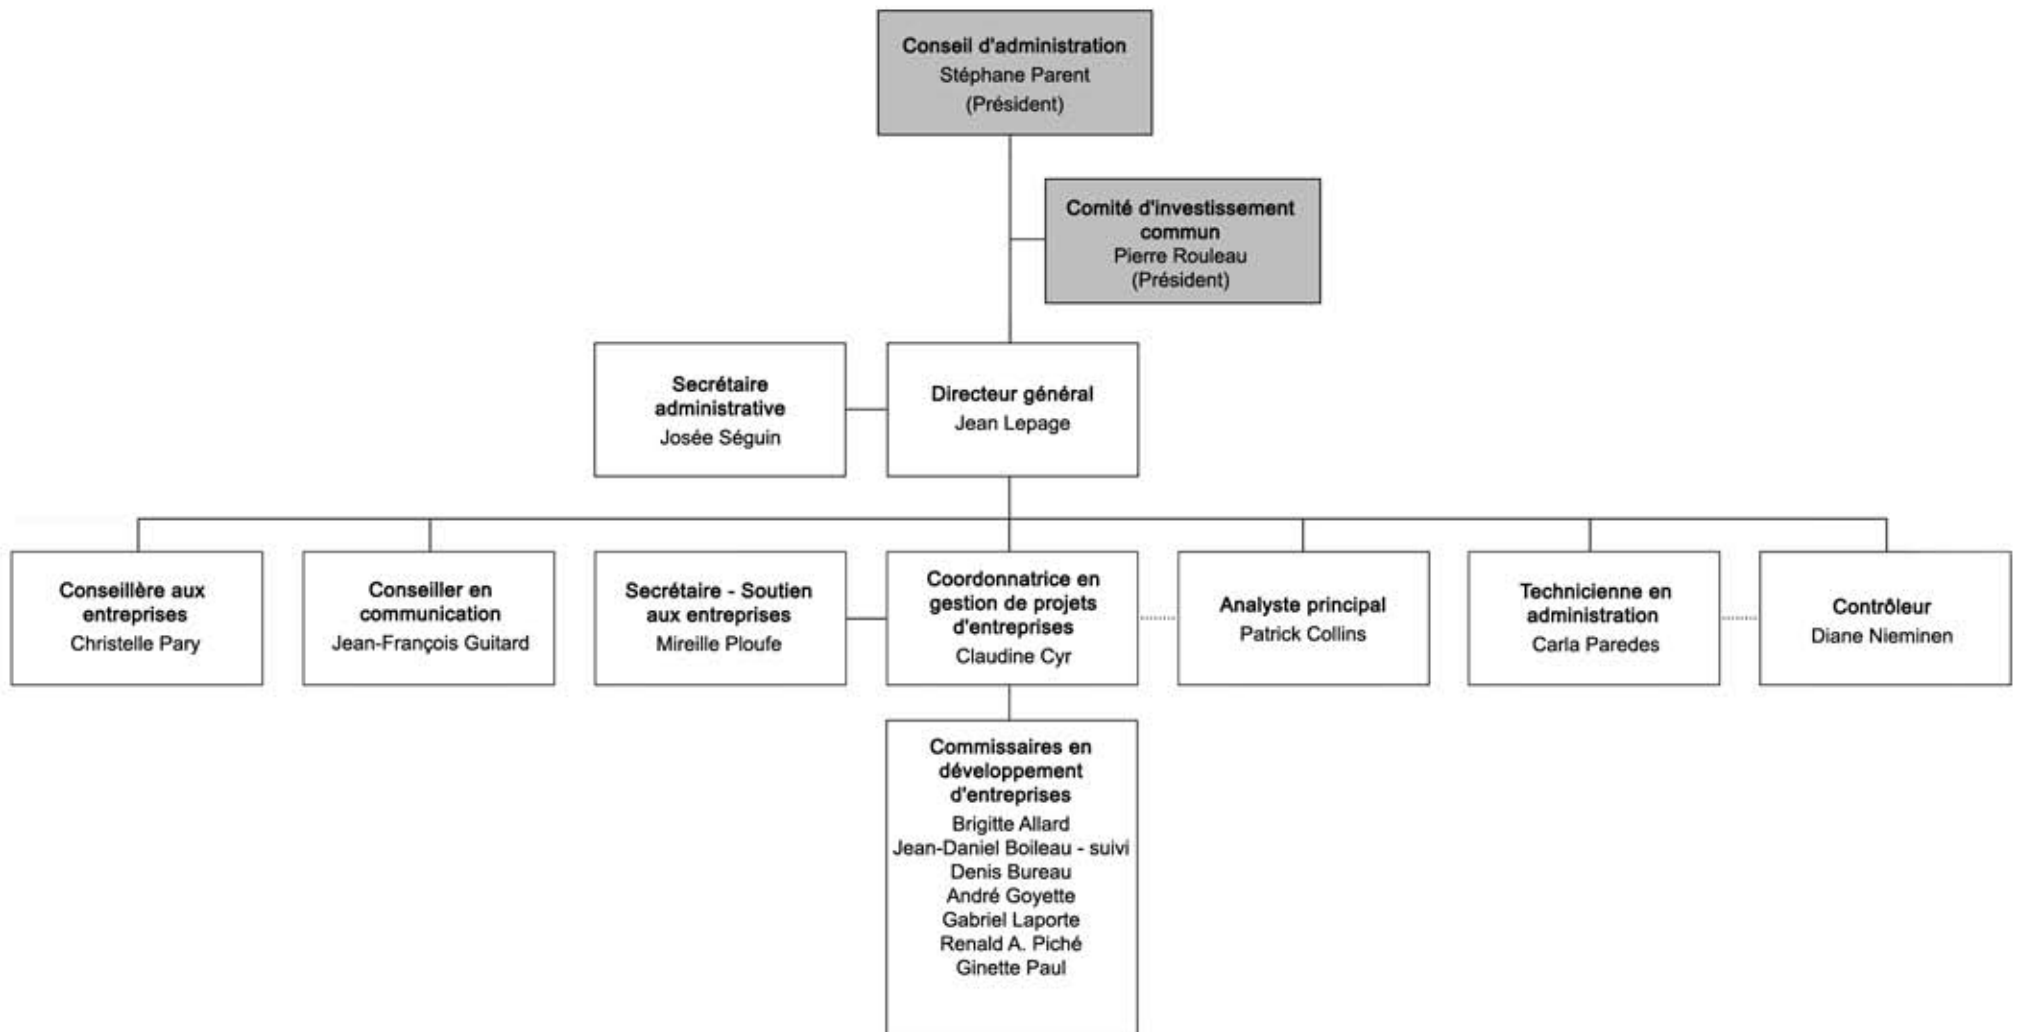 Conseil d'administration
Stéphane Parent
(Président)
Comité d'investissement
commun
Pierre Rouleau
(Président)
Secrétaire
administrative
Josée Séguin
Directeur général
Jean Lepage
Conseillère aux
entreprises
Christelle Pary
Conseiller en
communication
Jean-François Guitard
Secrétaire - Soutien
aux entreprises
Mireille Ploufe
Coordonnatrice en
gestion de projets
d'entreprises
Claudine Cyr
Analyste principal
Patrick Collins
Technicienne en
administration
Carla Paredes
Contrôleur
Diane Nieminen
Commissaires en
développement
d'entreprises
Brigitte Allard
Jean-Daniel Boileau - suivi
Denis Bureau
André Goyette
Gabriel Laporte
Renald A. Piché
Ginette Paul